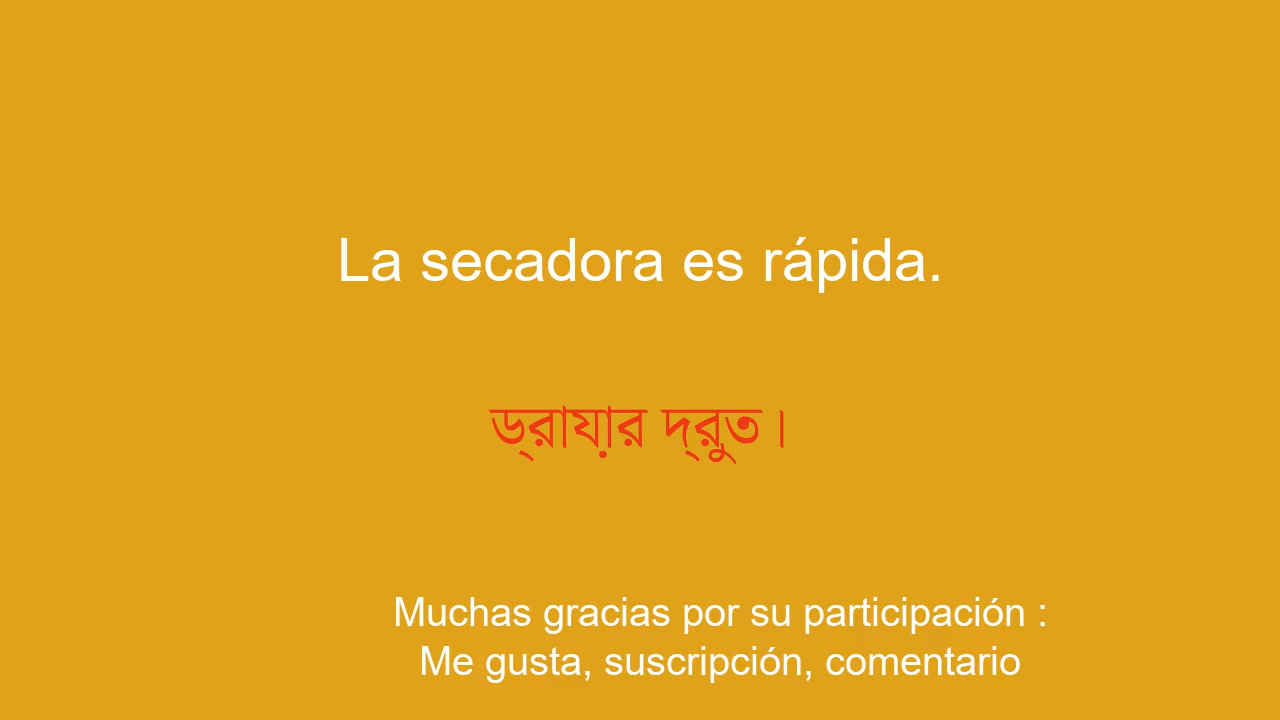 La secadora es rápida.
ড্রায়ার দ্রুত।
Muchas gracias por su participación :
Me gusta, suscripción, comentario